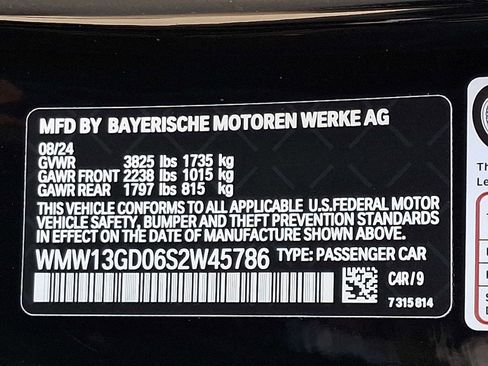 MFD BY BAYERISCHE MOTOREN WERKE AG
08/24
GVWR 3825 lbs 1735 kg
GAWR FRONT 2238 lbs 1015 kg
GAWR REAR 1797 lbs 815 kg
THIS VEHICLE CONFORMS TO ALL APPLICABLE U.S.FEDERAL MOTOR
VEHICLE SAFETY, BUMPER AND THEFT PREVENTION STANDARDS
IN EFFECT ON THE DATE OF MANUFACTURE SHOWN ABOVE.
WMW13GD06S2W45786 TYPE: PASSENGER CAR
C4R/9
7315814
Th
Le